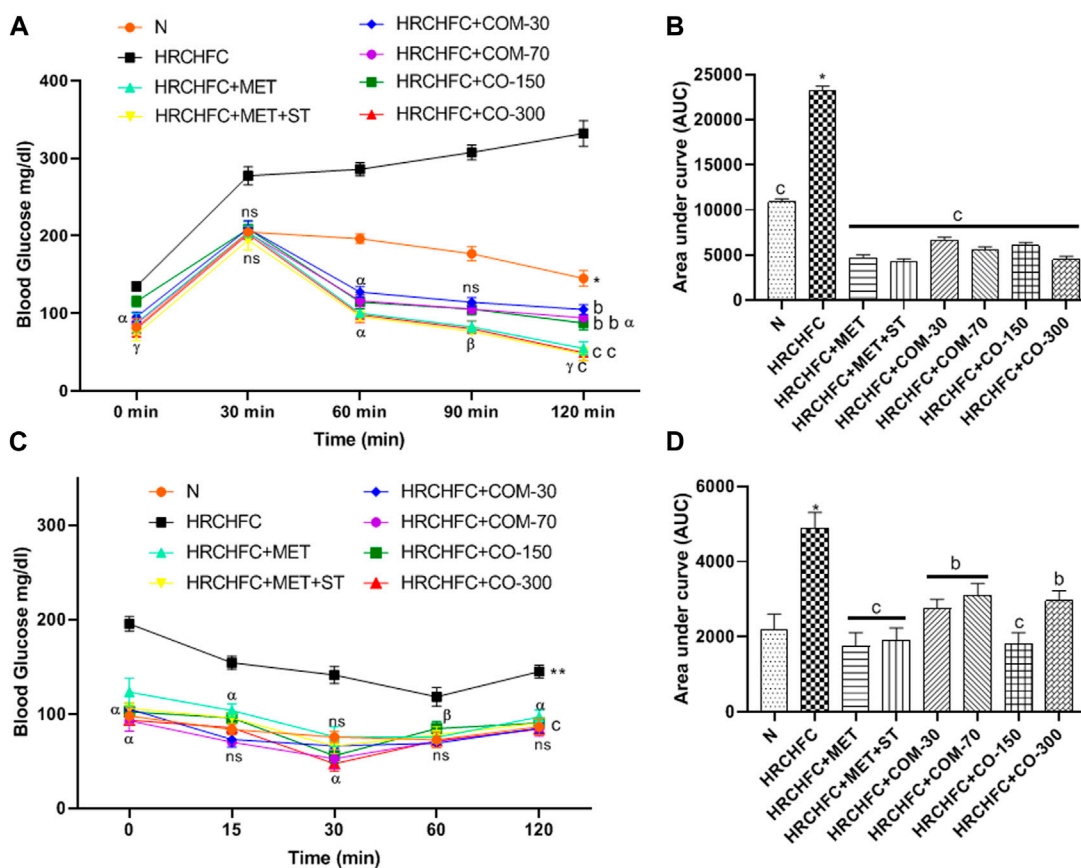 A
N
HRCHFC
HRCHFC+MET
HRCHFC+MET+ST
HRCHFC+COM-30
HRCHFC+COM-70
HRCHFC+CO-150
HRCHFC+CO-300
Blood Glucose mg/dl
400
300
200
100
0
ns
ns
α
γ
α
α
ns
β
*
b
b b α
c c
γ c
0 min
30 min
60 min
90 min
120 min
Time (min)
B
Area under curve (AUC)
25000
20000
15000
10000
5000
0
c
*
c
N
HRCHFC
HRCHFC+MET
HRCHFC+MET+ST
HRCHFC+COM-30
HRCHFC+COM-70
HRCHFC+CO-150
HRCHFC+CO-300
C
N
HRCHFC
HRCHFC+MET
HRCHFC+MET+ST
HRCHFC+COM-30
HRCHFC+COM-70
HRCHFC+CO-150
HRCHFC+CO-300
Blood Glucose mg/dl
300
200
100
0
α
α
α
ns
ns
α
β
ns
**
α
c
ns
0
15
30
60
120
Time (min)
D
Area under curve (AUC)
6000
4000
2000
0
*
c
b
c
b
N
HRCHFC
HRCHFC+MET
HRCHFC+MET+ST
HRCHFC+COM-30
HRCHFC+COM-70
HRCHFC+CO-150
HRCHFC+CO-300